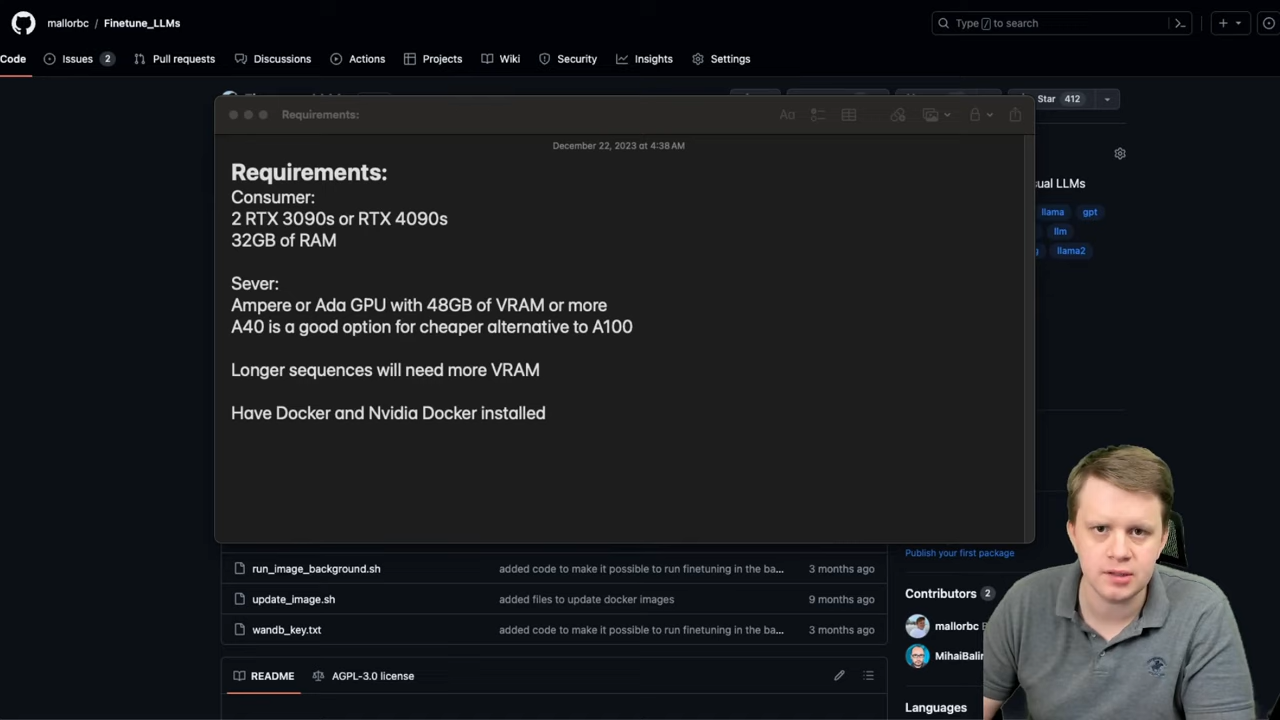 mallorbc / Finetune_LLMs
Type / to search
Code
Issues 2
Pull requests
Discussions
Actions
Projects
Wiki
Security
Insights
Settings
Star 412
Requirements:
Aa
December 22, 2023 at 4:38 AM
Requirements:
Consumer:
2 RTX 3090s or RTX 4090s
32GB of RAM
Sever:
Ampere or Ada GPU with 48GB of VRAM or more
A40 is a good option for cheaper alternative to A100
Longer sequences will need more VRAM
Have Docker and Nvidia Docker installed
LLMs
llama gpt
llm
llama2
run_image_background.sh added code to make it possible to run finetuning in the ba... 3 months ago
update_image.sh added files to update docker images 9 months ago
wandb_key.txt added code to make it possible to run finetuning in the ba... 3 months ago
README
AGPL-3.0 license
Publish your first package
Contributors 2
mallorbc
MihaiBalin
Languages